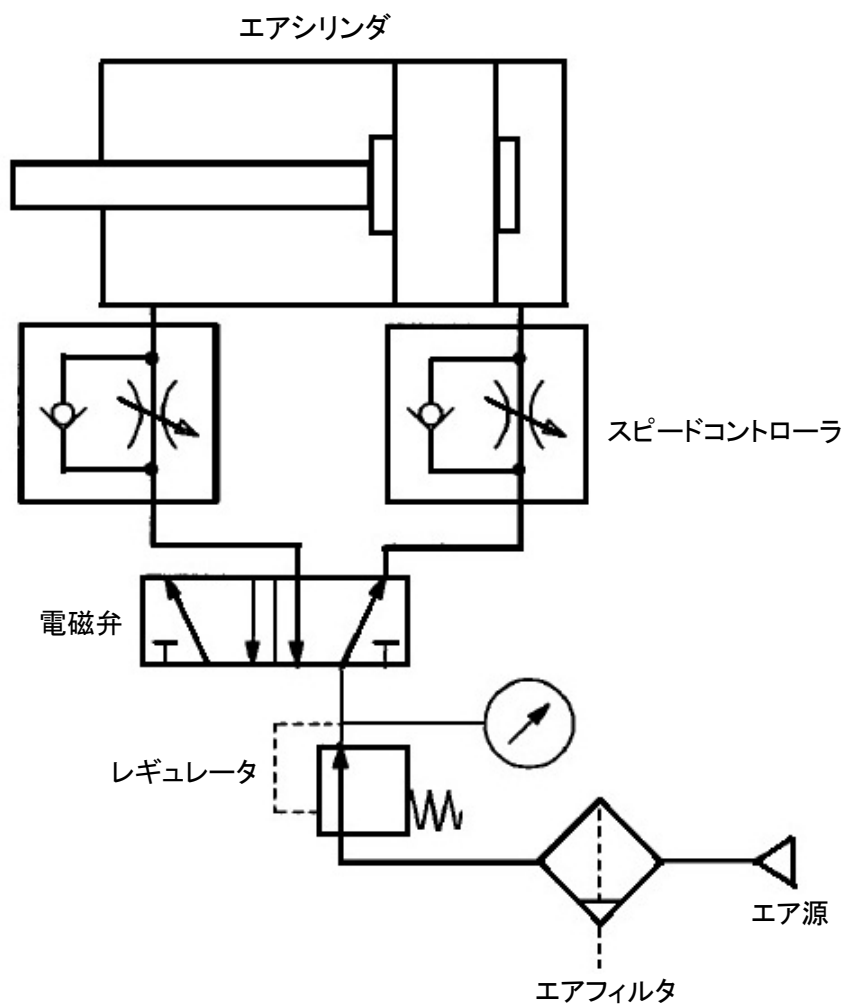 エアシリンダ
スピードコントローラ
電磁弁
レギュレータ
エア源
エアフィルタ